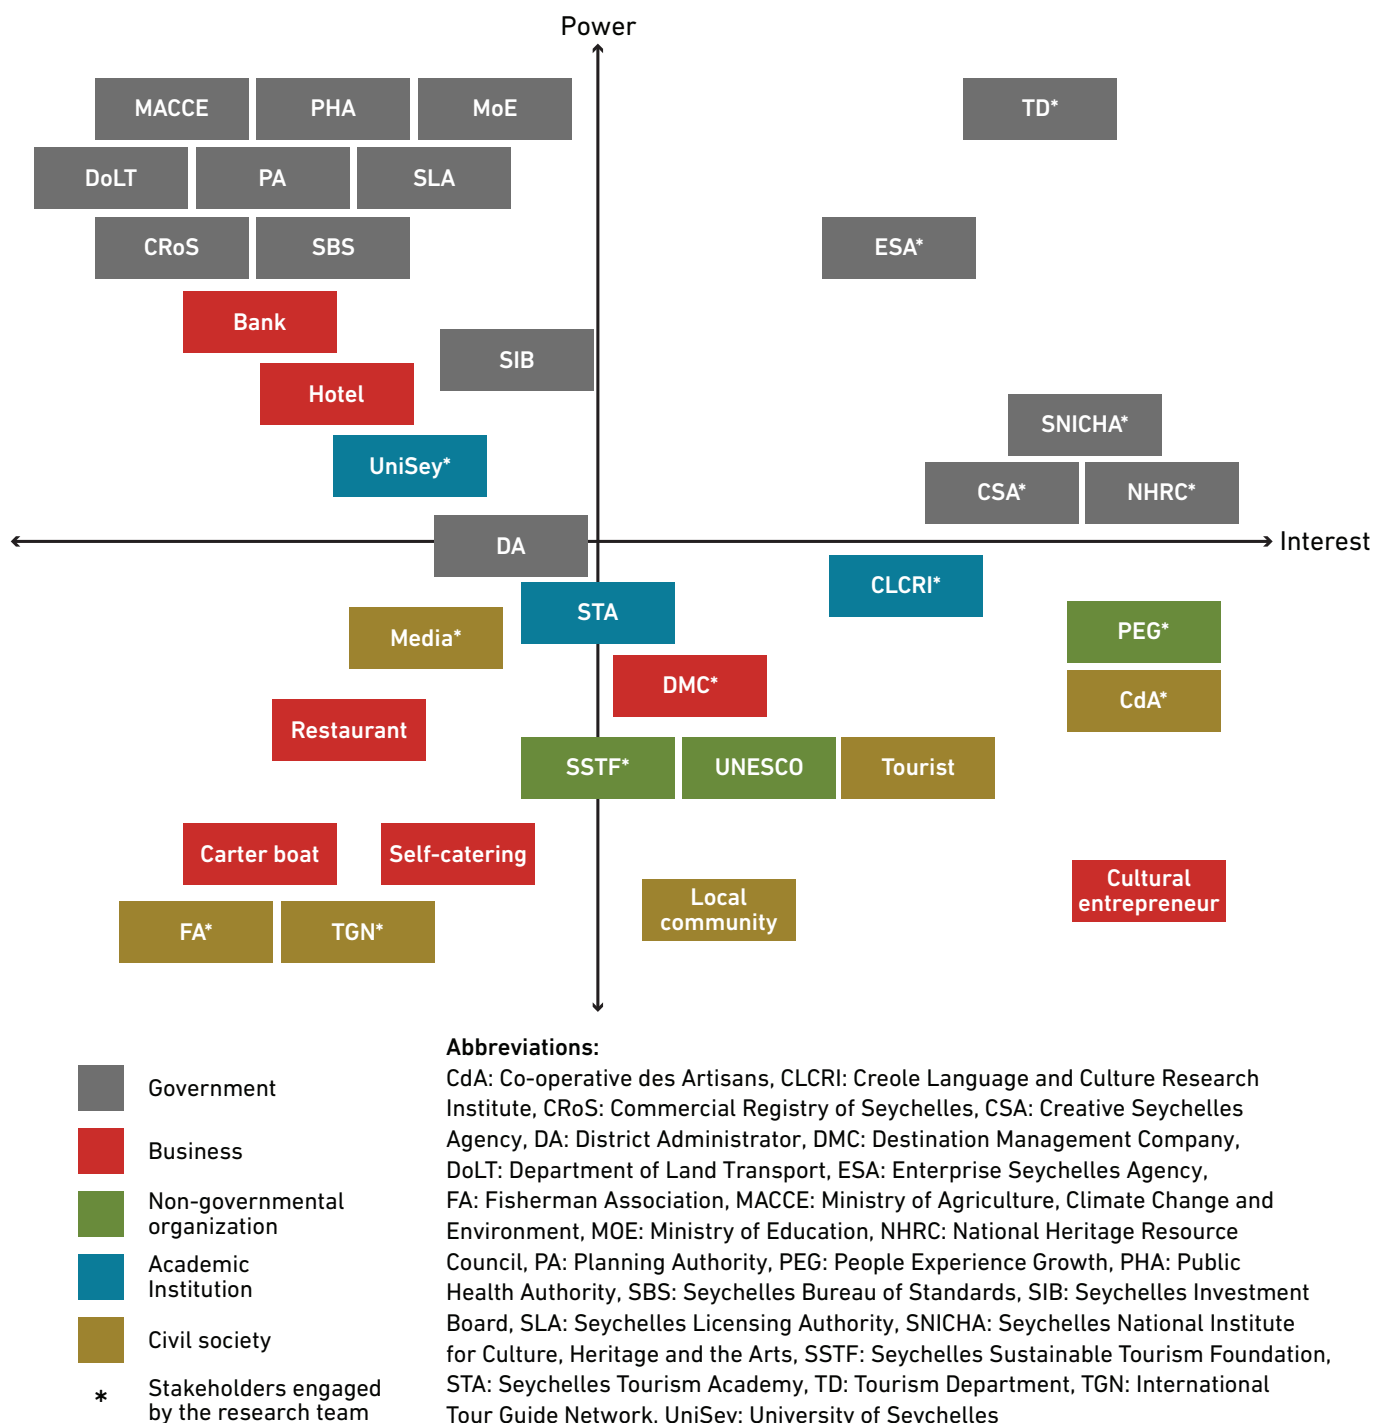 Power
MACCE
PHA
MoE
TD*
DoLT
PA
SLA
CRoS
SBS
ESA*
Bank
SIB
Hotel
SNICHA*
UniSey*
CSA*
NHRC*
DA
Interest
CLCRI*
STA
Media*
PEG*
DMC*
CdA*
Restaurant
SSTF*
UNESCO
Tourist
Carter boat
Self-catering
Local
community
Cultural
entrepreneur
FA*
TGN*
Government
Business
Non-governmental
organization
Academic
Institution
Civil society
* Stakeholders engaged
by the research team
Abbreviations:
CdA: Co-operative des Artisans, CLCRI: Creole Language and Culture Research
Institute, CRoS: Commercial Registry of Seychelles, CSA: Creative Seychelles
Agency, DA: District Administrator, DMC: Destination Management Company,
DoLT: Department of Land Transport, ESA: Enterprise Seychelles Agency,
FA: Fisherman Association, MACCE: Ministry of Agriculture, Climate Change and
Environment, MOE: Ministry of Education, NHRC: National Heritage Resource
Council, PA: Planning Authority, PEG: People Experience Growth, PHA: Public
Health Authority, SBS: Seychelles Bureau of Standards, SIB: Seychelles Investment
Board, SLA: Seychelles Licensing Authority, SNICHA: Seychelles National Institute
for Culture, Heritage and the Arts, SSTF: Seychelles Sustainable Tourism Foundation,
STA: Seychelles Tourism Academy, TD: Tourism Department, TGN: International
Tour Guide Network, UniSey: University of Seychelles